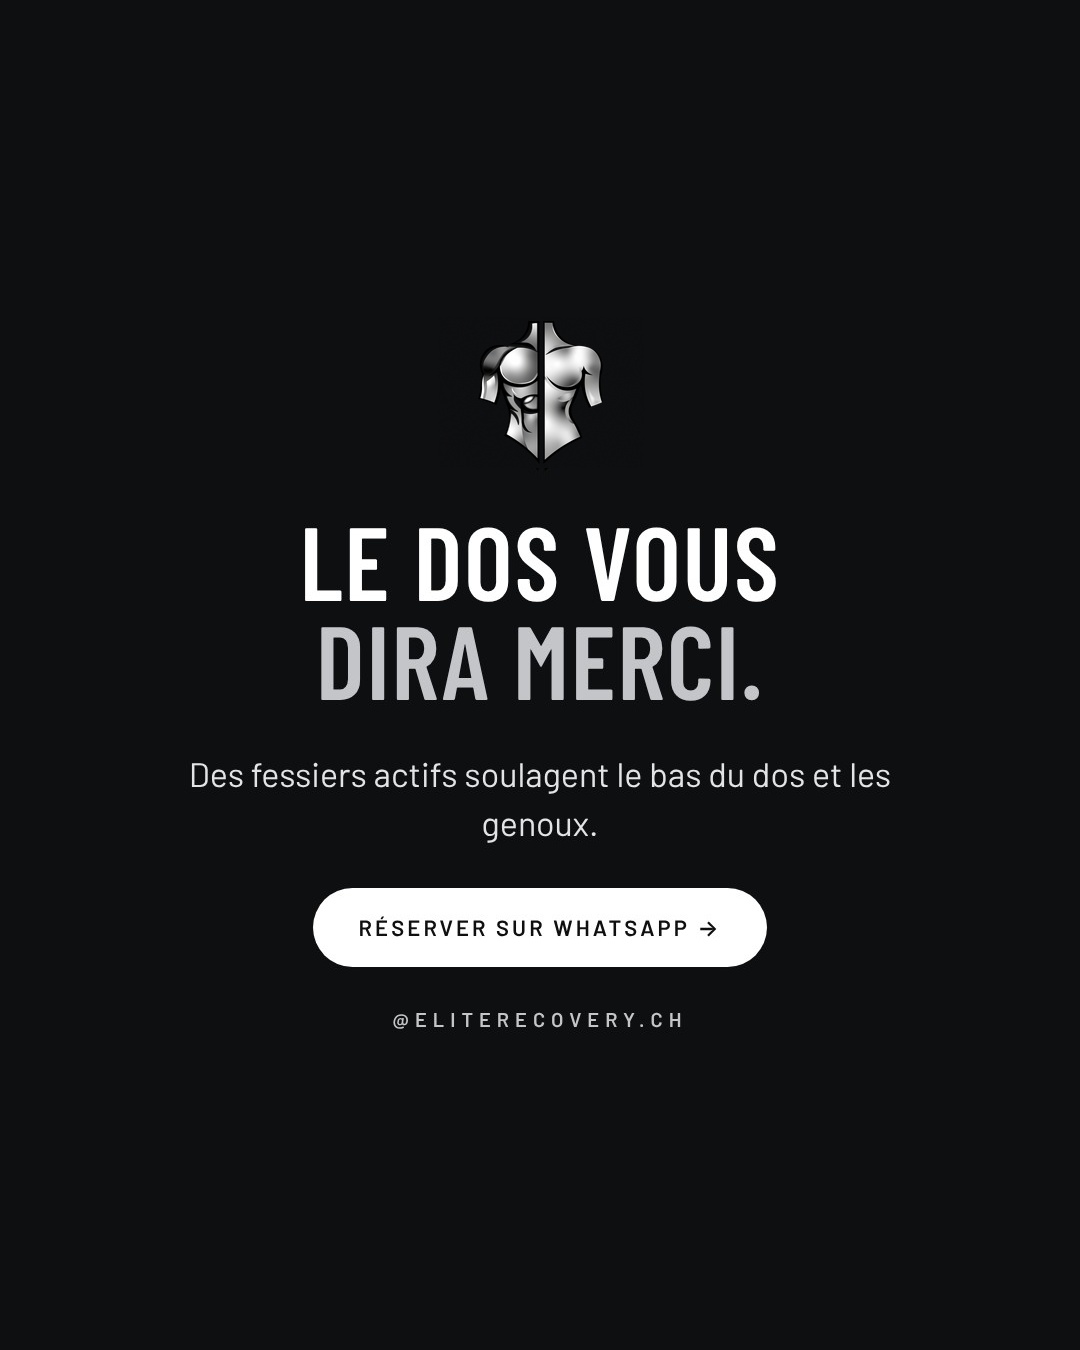 LE DOS VOUS
DIRA MERCI.
Des fessiers actifs soulagent le bas du dos et les
genoux.
RÉSERVER SUR WHATSAPP →
@ELITERECOVERY.CH